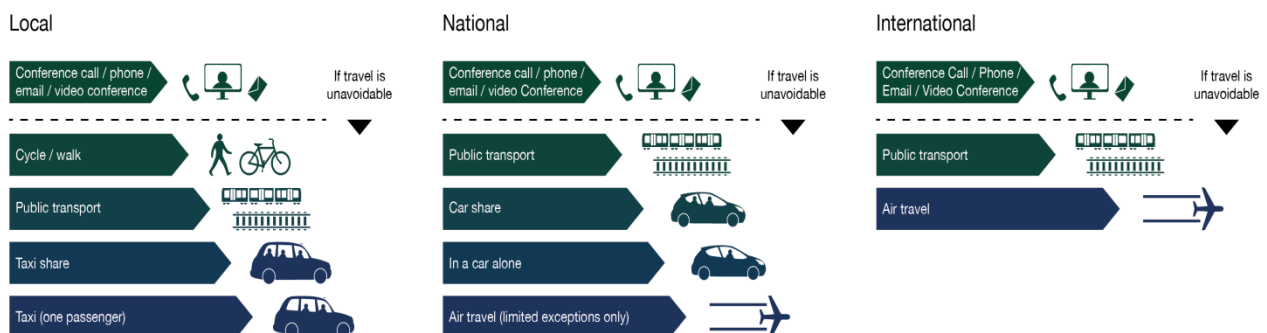 Local
Conference call / phone /
email / video conference
If travel is
unavoidable
Cycle / walk
Public transport
Taxi share
Taxi (one passenger)
National
Conference call / phone /
email / video Conference
If travel is
unavoidable
Public transport
Car share
In a car alone
Air travel (limited exceptions only)
International
Conference Call / Phone /
Email / Video Conference
If travel is
unavoidable
Public transport
Air travel